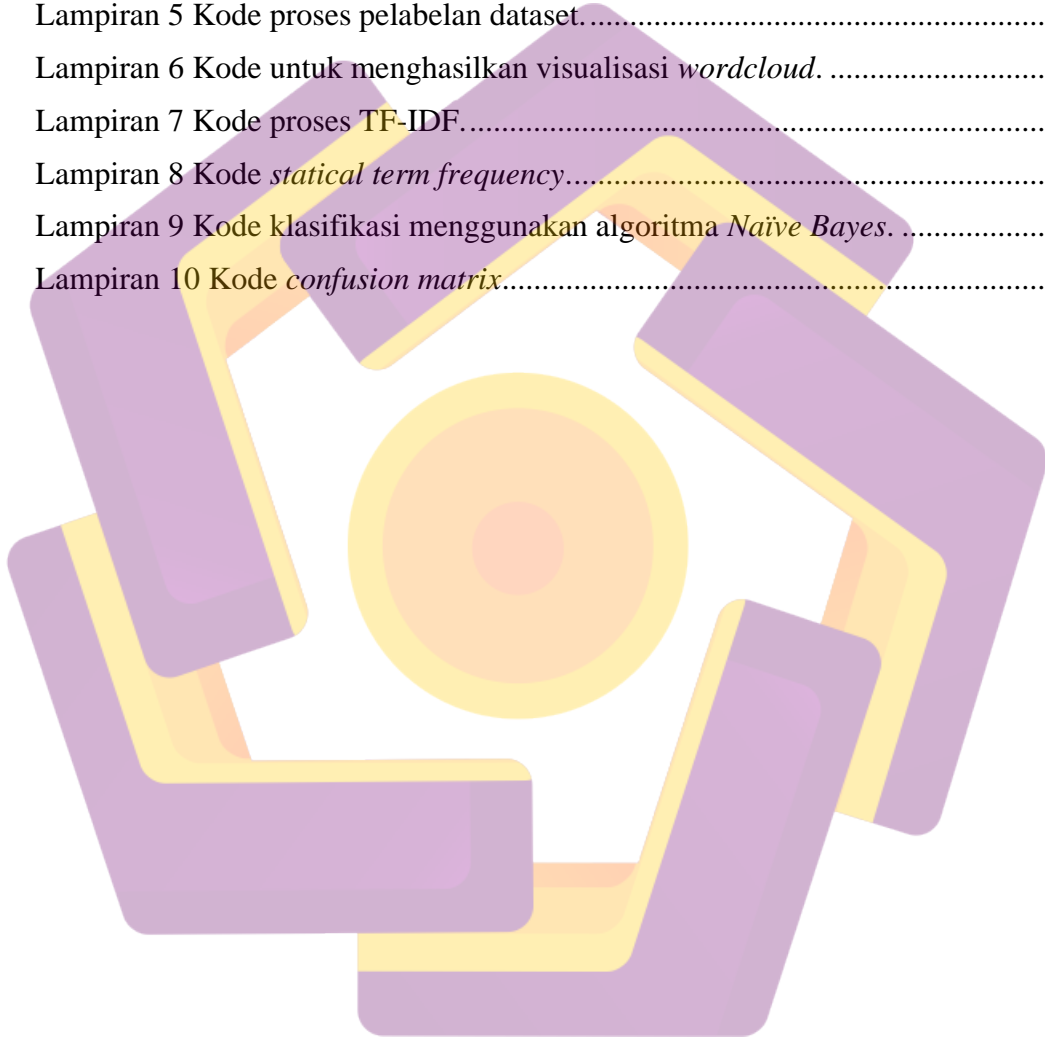 Lampiran 5 Kode proses pelabelan dataset...............................................................
Lampiran 6 Kode untuk menghasilkan visualisasi wordcloud. ..............................
Lampiran 7 Kode proses TF-IDF................................................................................
Lampiran 8 Kode statical term frequency.................................................................
Lampiran 9 Kode klasifikasi menggunakan algoritma Naïve Bayes. ....................
Lampiran 10 Kode confusion matrix..........................................................................